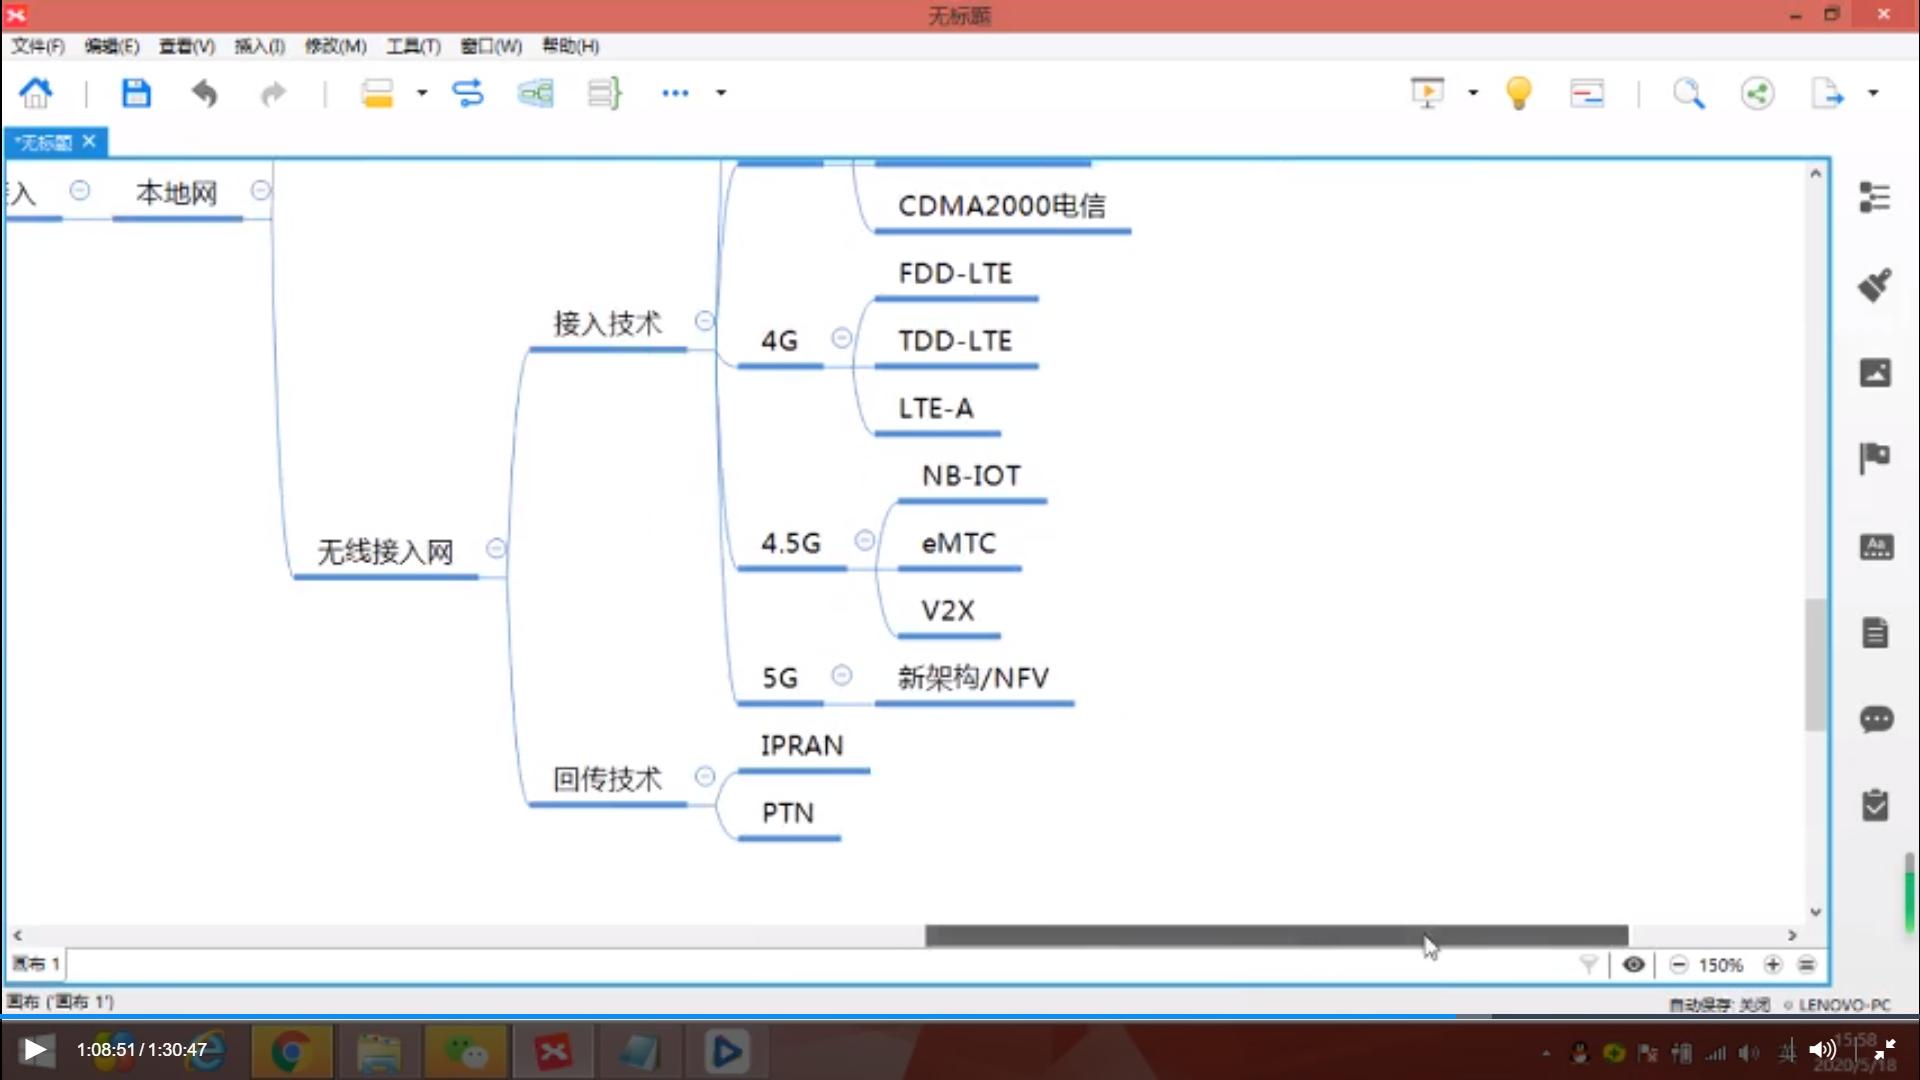 无标题
文件(F) 编辑(E) 查看(V) 插入(I) 修改(M) 工具(T) 窗口(W) 帮助(H)
*无标题
入
本地网
CDMA2000电信
FDD-LTE
接入技术
4G
TDD-LTE
LTE-A
NB-IOT
无线接入网
4.5G
eMTC
V2X
5G
新架构/NFV
IPRAN
回传技术
PTN
画布 1
150%
画布 ('画布 1')
自动保存: 关闭
LENOVO-PC
1:08:51/1:30:47
英
15:58
2020/5/18